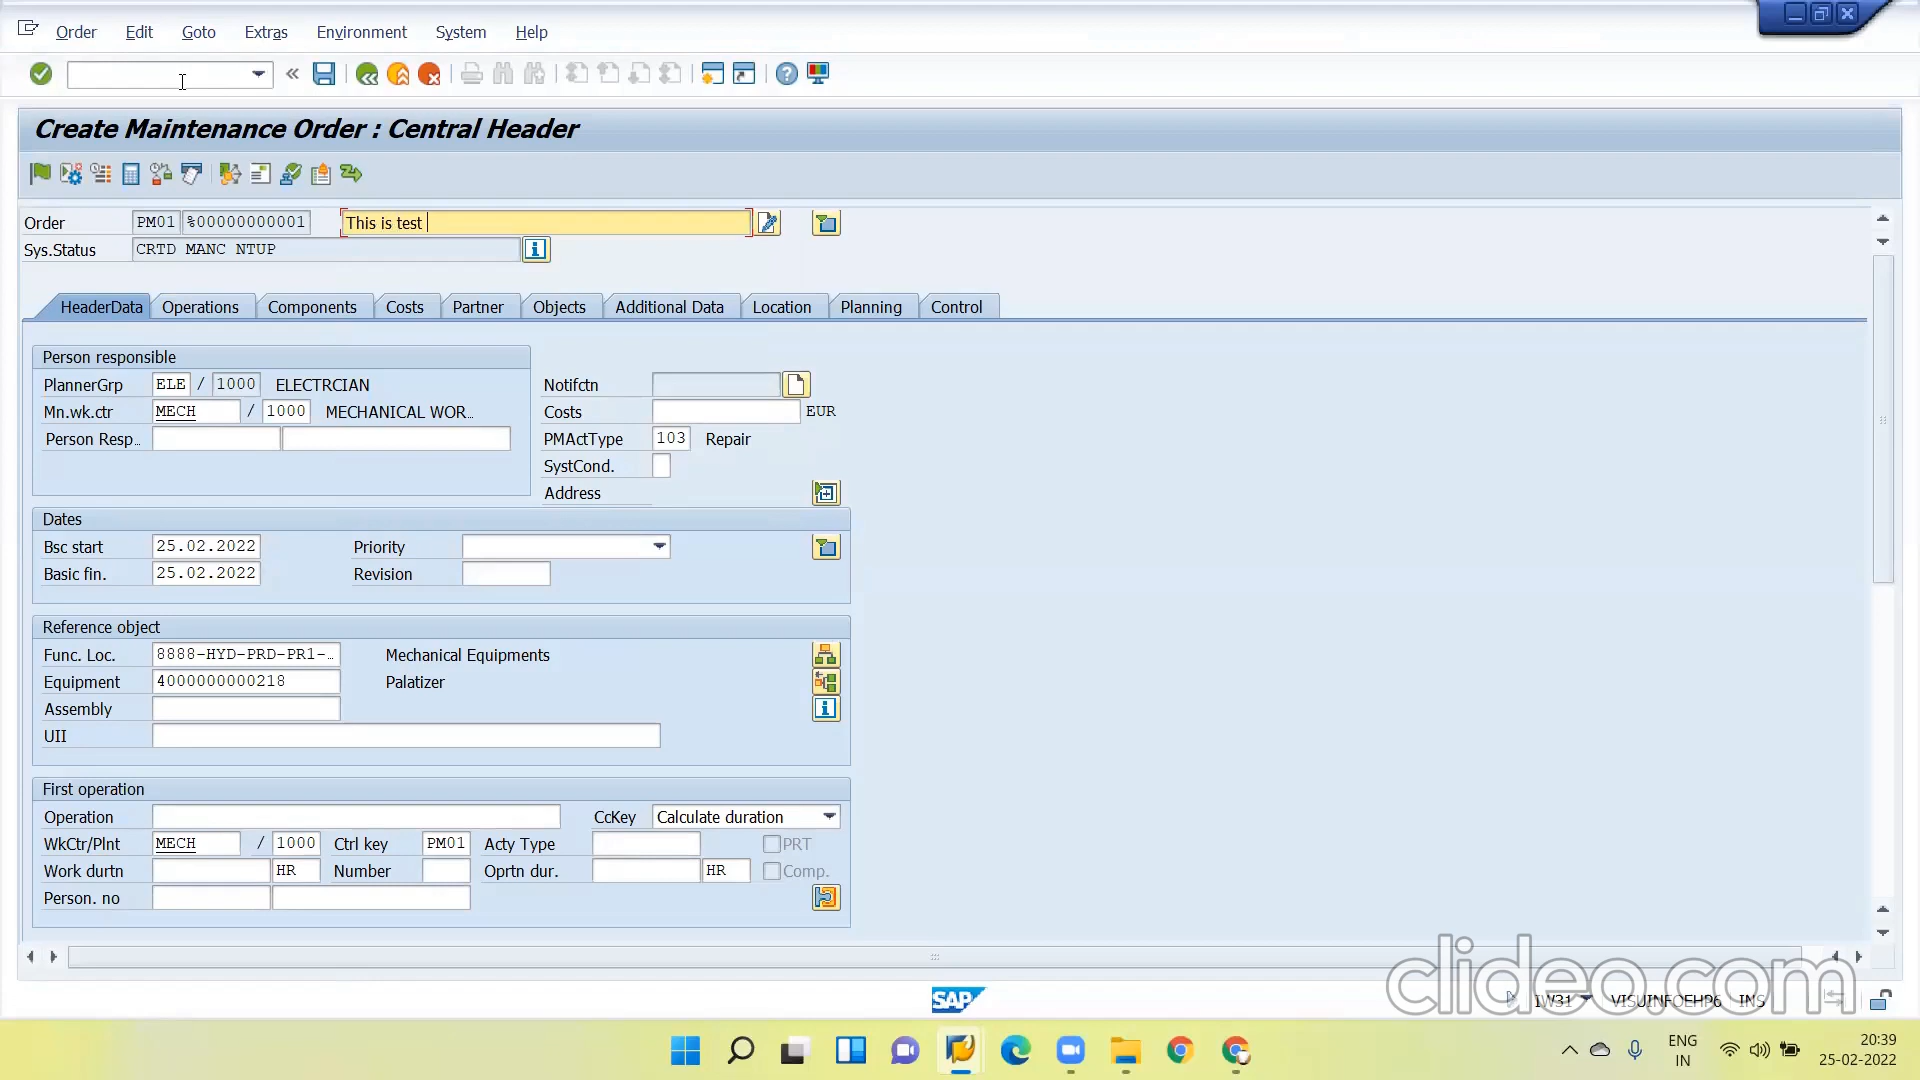 Order Edit Goto Extras Environment System Help
Create Maintenance Order : Central Header
Order PM01 %00000000001 This is test
Sys.Status CRTD MANC NTUP
HeaderData Operations Components Costs Partner Objects Additional Data Location Planning Control
Person responsible
PlannerGrp ELE / 1000 ELECTRCIAN Notifctn
Mn.wk.ctr MECH / 1000 MECHANICAL WOR... Costs EUR
Person Resp... PMActType 103 Repair
SystCond.
Address
Dates
Bsc start 25.02.2022 Priority
Basic fin. 25.02.2022 Revision
Reference object
Func. Loc. 8888-HYD-PRD-PR1-... Mechanical Equipments
Equipment 4000000000218 Palatizer
Assembly
UII
First operation
Operation CcKey Calculate duration
WkCtr/Plnt MECH / 1000 Ctrl key PM01 Acty Type PRT
Work durtn HR Number Oprtn dur. HR Comp.
Person. no
clideo.com
SAP IW31 VISUINFOEHP6 INS
ENG 20:39
IN 25-02-2022